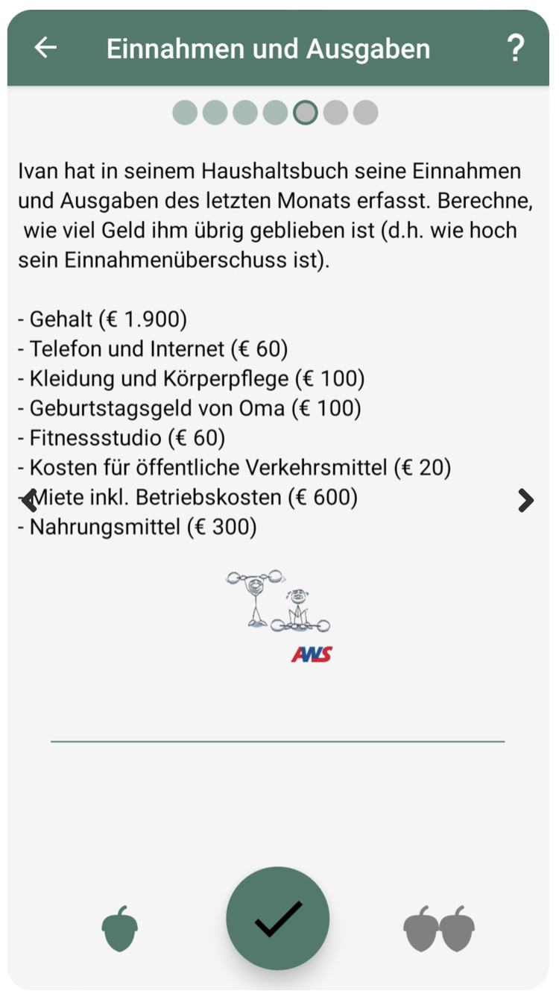 Einnahmen und Ausgaben ?
Ivan hat in seinem Haushaltsbuch seine Einnahmen
und Ausgaben des letzten Monats erfasst. Berechne,
wie viel Geld ihm übrig geblieben ist (d.h. wie hoch
sein Einnahmenüberschuss ist).
- Gehalt (€ 1.900)
- Telefon und Internet (€ 60)
- Kleidung und Körperpflege (€ 100)
- Geburtstagsgeld von Oma (€ 100)
- Fitnessstudio (€ 60)
- Kosten für öffentliche Verkehrsmittel (€ 20)
- Miete inkl. Betriebskosten (€ 600)
- Nahrungsmittel (€ 300)
AWS